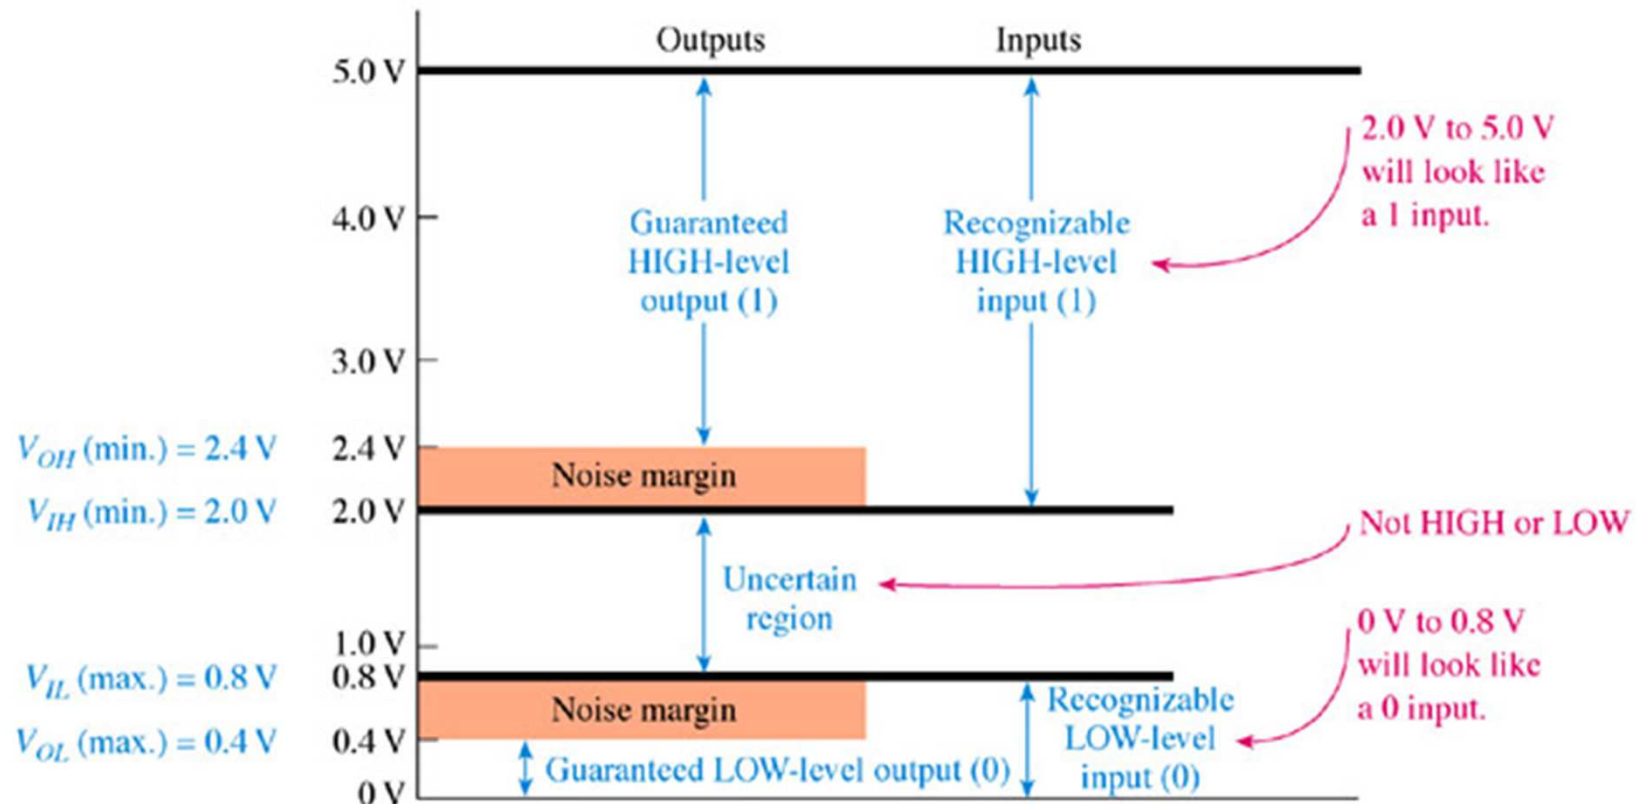 Outputs
Inputs
5.0 V
2.0 V to 5.0 V
will look like
a 1 input.
4.0 V
Guaranteed
HIGH-level
output (1)
Recognizable
HIGH-level
input (1)
3.0 V
V_OH (min.) = 2.4 V
2.4 V
Noise margin
V_IH (min.) = 2.0 V
2.0 V
Not HIGH or LOW
Uncertain
region
1.0 V
0 V to 0.8 V
will look like
a 0 input.
V_IL (max.) = 0.8 V
0.8 V
Noise margin
Recognizable
LOW-level
input (0)
V_OL (max.) = 0.4 V
0.4 V
Guaranteed LOW-level output (0)
0 V